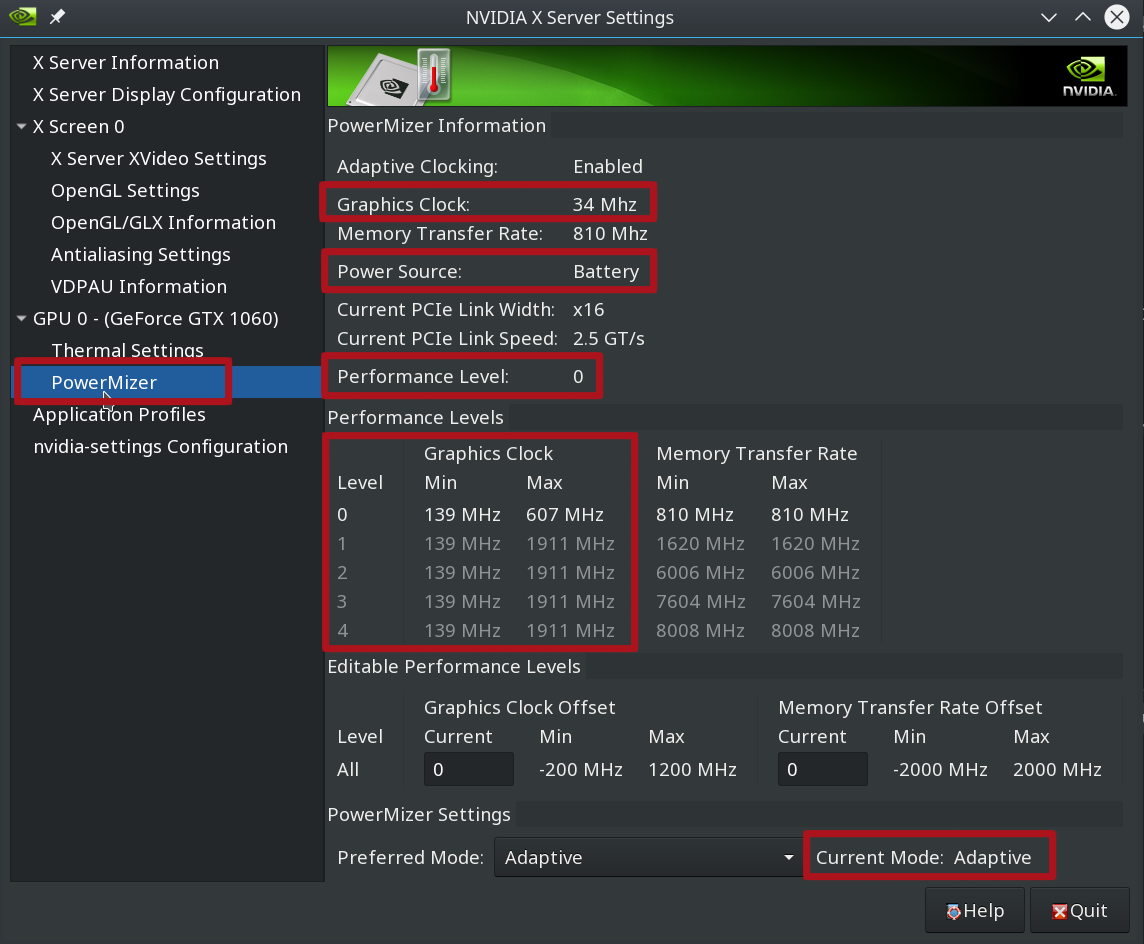 NVIDIA X Server Settings
X Server Information
X Server Display Configuration
X Screen 0
X Server XVideo Settings
OpenGL Settings
OpenGL/GLX Information
Antialiasing Settings
VDPAU Information
GPU 0 - (GeForce GTX 1060)
Thermal Settings
PowerMizer
Application Profiles
nvidia-settings Configuration
NVIDIA.
PowerMizer Information
Adaptive Clocking: Enabled
Graphics Clock: 34 Mhz
Memory Transfer Rate: 810 Mhz
Power Source: Battery
Current PCIe Link Width: x16
Current PCIe Link Speed: 2.5 GT/s
Performance Level: 0
Performance Levels
Graphics Clock Memory Transfer Rate
Level Min Max Min Max
0 139 MHz 607 MHz 810 MHz 810 MHz
1 139 MHz 1911 MHz 1620 MHz 1620 MHz
2 139 MHz 1911 MHz 6006 MHz 6006 MHz
3 139 MHz 1911 MHz 7604 MHz 7604 MHz
4 139 MHz 1911 MHz 8008 MHz 8008 MHz
Editable Performance Levels
Graphics Clock Offset Memory Transfer Rate Offset
Level Current Min Max Current Min Max
All 0 -200 MHz 1200 MHz 0 -2000 MHz 2000 MHz
PowerMizer Settings
Preferred Mode: Adaptive Current Mode: Adaptive
Help Quit